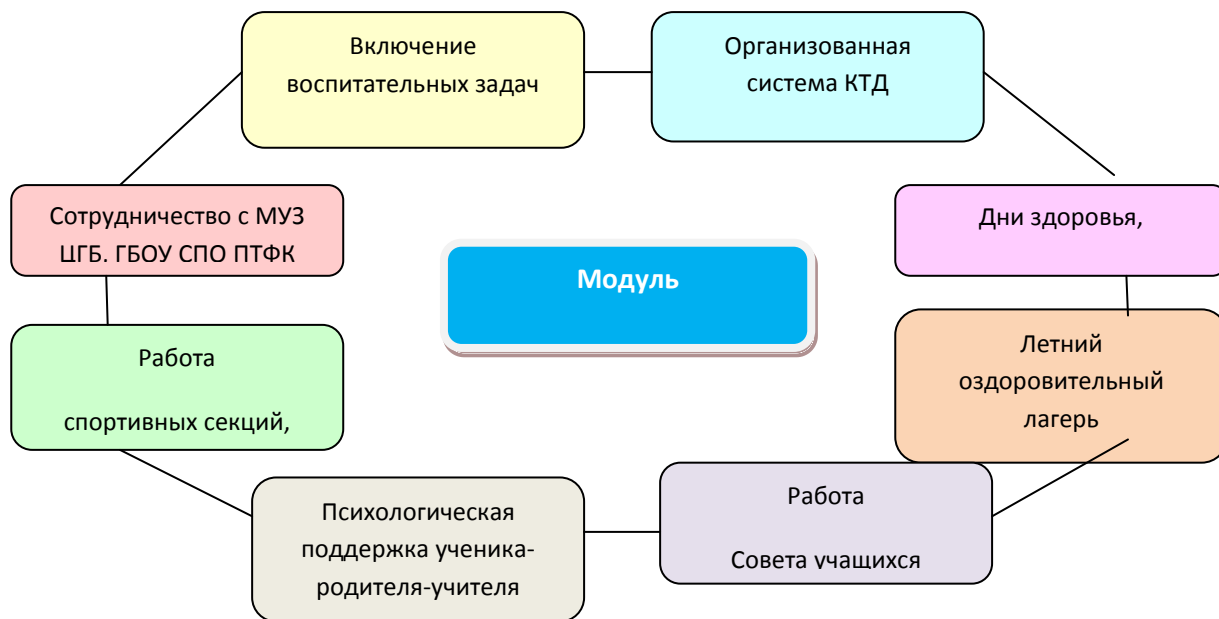 Включение
воспитательных задач
Организованная
система КТД
Сотрудничество с МУЗ
ЦГБ. ГБОУ СПО ПТФК
Дни здоровья,
Модуль
Работа
спортивных секций,
Летний
оздоровительный
лагерь
Психологическая
поддержка ученика-
родителя-учителя
Работа
Совета учащихся